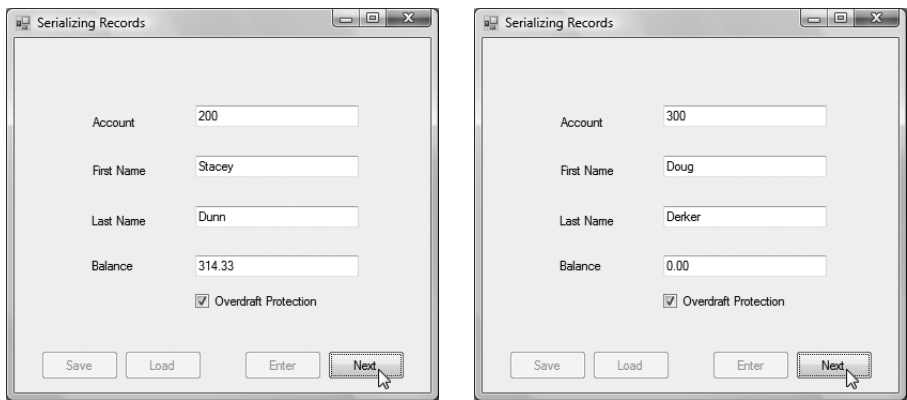 Serializing Records
Account 200
First Name Stacey
Last Name Dunn
Balance 314.33
Overdraft Protection
Save Load Enter Next
Serializing Records
Account 300
First Name Doug
Last Name Derker
Balance 0.00
Overdraft Protection
Save Load Enter Next